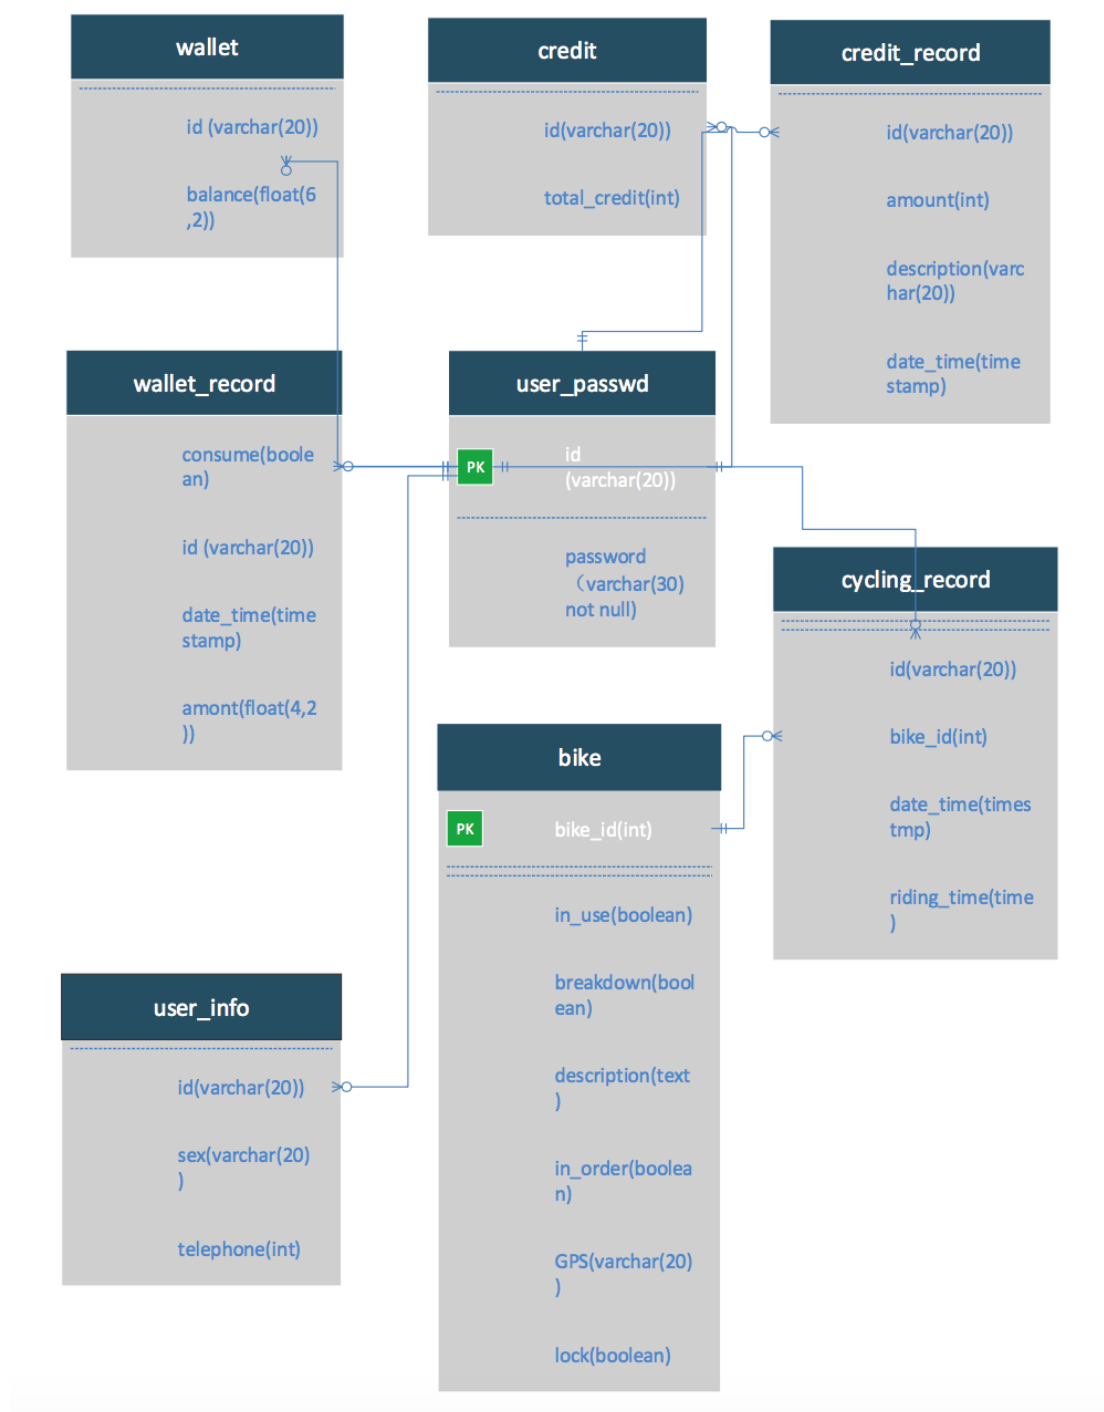 wallet
id (varchar(20))
balance(float(6
,2))
credit
id(varchar(20))
total_credit(int)
credit_record
id(varchar(20))
amount(int)
description(varc
har(20))
date_time(time
stamp)
wallet_record
consume(boole
an)
id (varchar(20))
date_time(time
stamp)
amont(float(4,2
))
user_passwd
PK
id
(varchar(20))
password
（varchar(30)
not null)
cycling_record
id(varchar(20))
bike_id(int)
date_time(times
tmp)
riding_time(time
)
bike
PK
bike_id(int)
in_use(boolean)
breakdown(bool
ean)
description(text
)
in_order(boolea
n)
GPS(varchar(20)
)
lock(boolean)
user_info
id(varchar(20))
sex(varchar(20)
)
telephone(int)